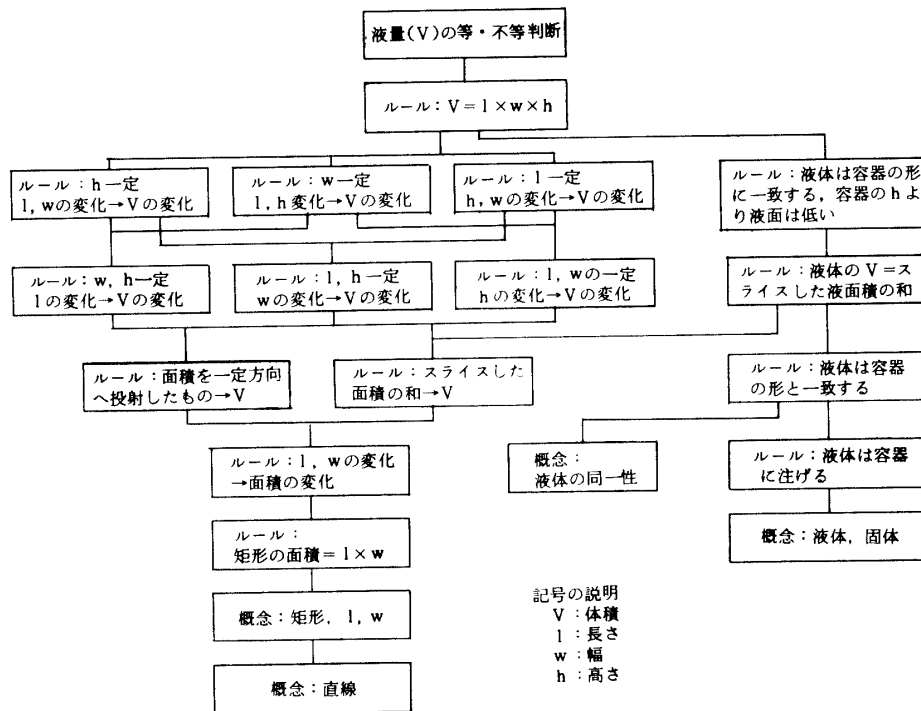 液量(V)の等・不等判断
ルール:V=l×w×h
ルール:h一定
l,wの変化→Vの変化
ルール:w一定
l,h変化→Vの変化
ルール:l一定
h,wの変化→Vの変化
ルール:液体は容器の形
に一致する,容器のhよ
り液面は低い
ルール:w,h一定
lの変化→Vの変化
ルール:l,h一定
wの変化→Vの変化
ルール:l,wの一定
hの変化→Vの変化
ルール:液体のV=ス
ライスした液面積の和
ルール:面積を一定方向
へ投射したもの→V
ルール:スライスした
面積の和→V
ルール:液体は容器
の形と一致する
ルール:l,wの変化
→面積の変化
概念:
液体の同一性
ルール:液体は容器
に注げる
ルール:
矩形の面積=l×w
概念:液体,固体
概念:矩形,l,w
概念:直線
記号の説明
V:体積
l:長さ
w:幅
h:高さ